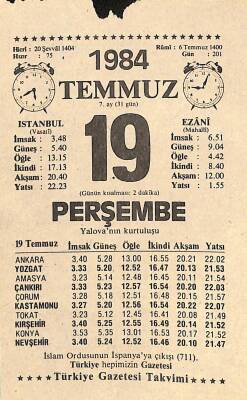 Hicrî : 20 Şevvâl 1404
Hızır : 75
1984
Rûmî : 6 Temmuz 1400
Gün : 201
TEMMUZ
7. ay (31 gün)
ISTANBUL
(Vasatî)
İmsak : 3.48
Güneş : 5.40
Öğle : 13.15
İkindi : 17.13
Akşam : 20.40
Yatsı : 22.23
19
EZÂNÎ
(Mahallî)
İmsak : 6.51
Güneş : 9.04
Öğle : 4.42
İkindi : 8.40
Akşam : 12.00
Yatsı : 1.55
(Günün kısalması: 2 dakika)
PERŞEMBE
Yalova'nın kurtuluşu
19 Temmuz İmsak Güneş Öğle İkindi Akşam Yatsı
ANKARA 3.40 5.28 13.00 16.55 20.21 22.02
YOZGAT 3.33 5.20 12.52 16.47 20.13 21.53
AMASYA 3.23 5.14 12.48 16.45 20.11 21.54
ÇANKIRI 3.33 5.23 12.57 16.54 20.20 22.03
ÇORUM 3.28 5.18 12.51 16.48 20.15 21.57
KASTAMONU 3.27 5.20 12.56 16.54 20.22 22.07
TOKAT 3.23 5.12 12.45 16.41 20.08 21.49
KIRŞEHİR 3.40 5.25 12.55 16.49 20.14 21.52
KONYA 3.53 5.35 13.03 16.55 20.19 21.54
NEVŞEHİR 3.40 5.24 12.52 16.46 20.10 21.47
İslam Ordusunun İspanya'ya çıkışı (711).
Türkiye hepimizin Gazetesi
Türkiye Gazetesi Takvimi